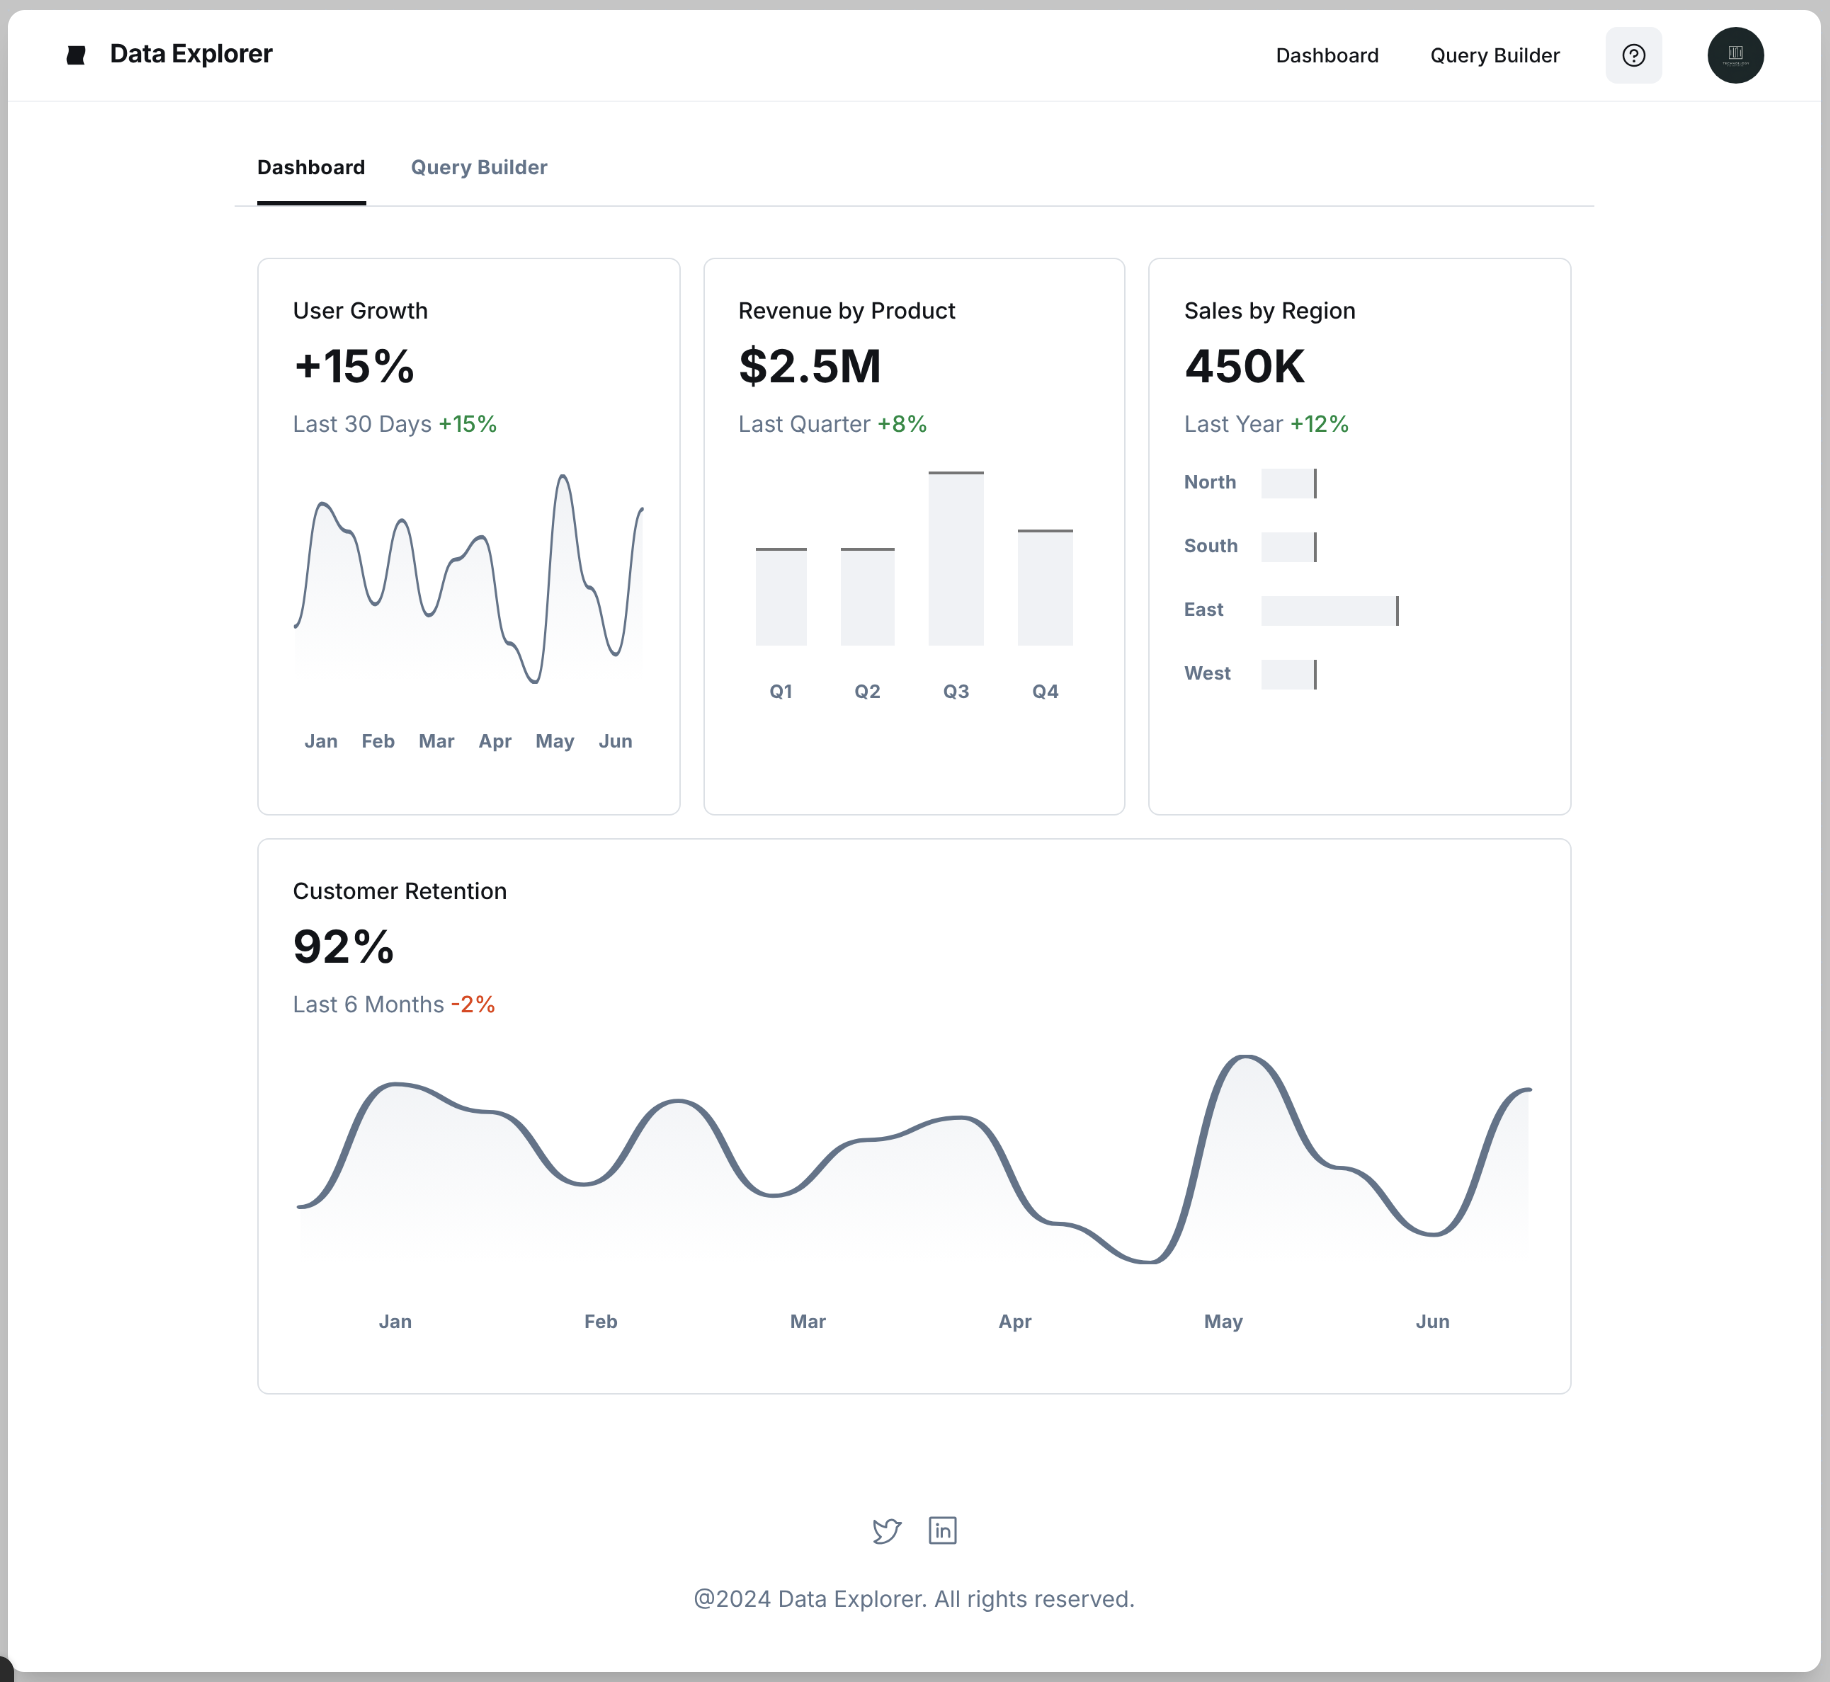 Data Explorer
Dashboard
Query Builder
Dashboard
Query Builder
User Growth
+15%
Last 30 Days +15%
Jan Feb Mar Apr May Jun
Revenue by Product
$2.5M
Last Quarter +8%
Q1 Q2 Q3 Q4
Sales by Region
450K
Last Year +12%
North
South
East
West
Customer Retention
92%
Last 6 Months -2%
Jan Feb Mar Apr May Jun
@2024 Data Explorer. All rights reserved.